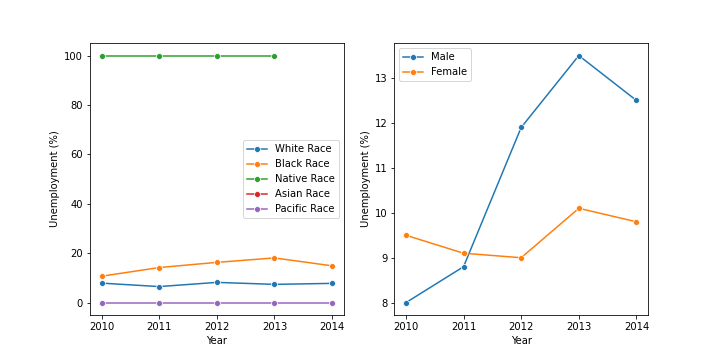 100
80
60
40
20
0
Unemployment (%)
White Race
Black Race
Native Race
Asian Race
Pacific Race
2010 2011 2012 2013 2014
Year
13
12
11
10
9
8
Unemployment (%)
Male
Female
2010 2011 2012 2013 2014
Year